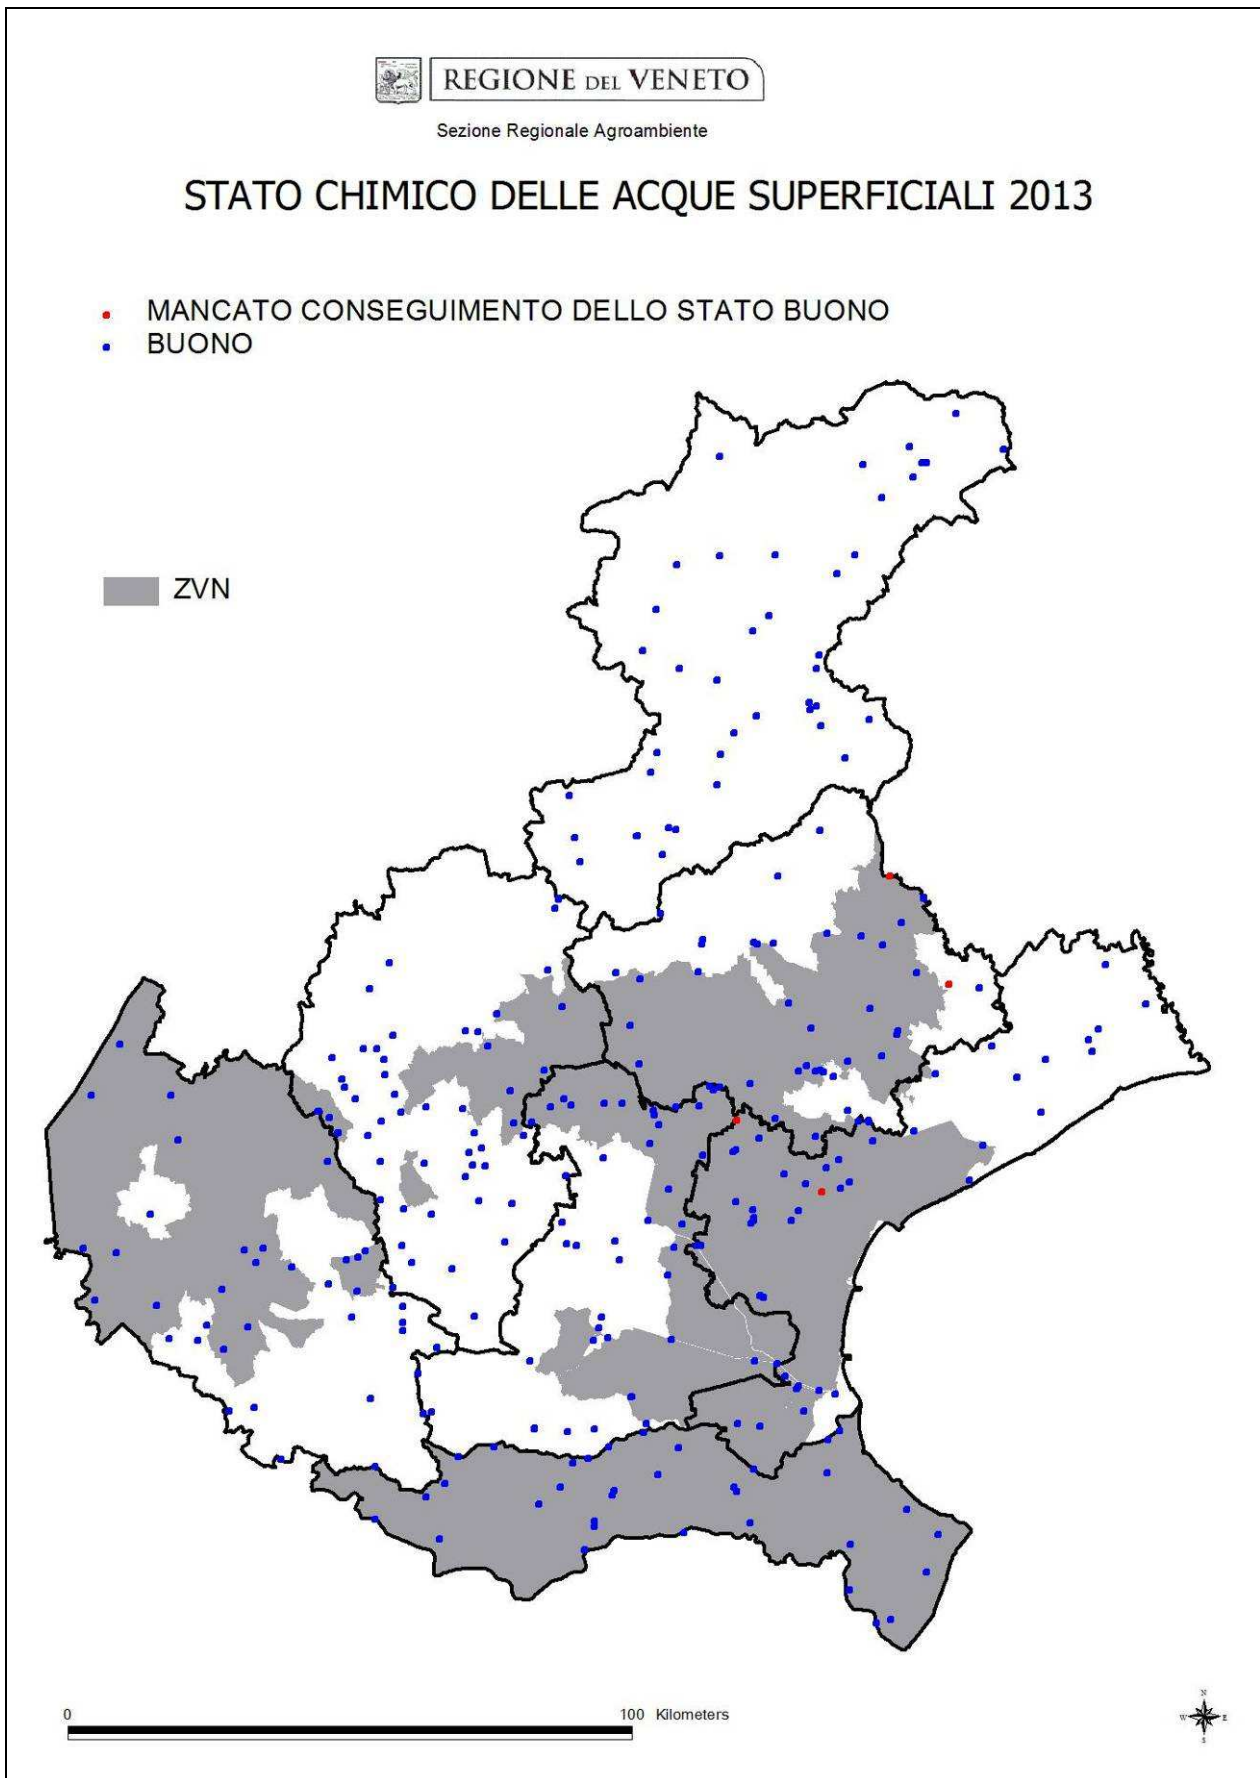 REGIONE DEL VENETO
Sezione Regionale Agroambiente
STATO CHIMICO DELLE ACQUE SUPERFICIALI 2013
MANCATO CONSEGUIMENTO DELLO STATO BUONO
BUONO
ZVN
0 100 Kilometers
N
W E
S